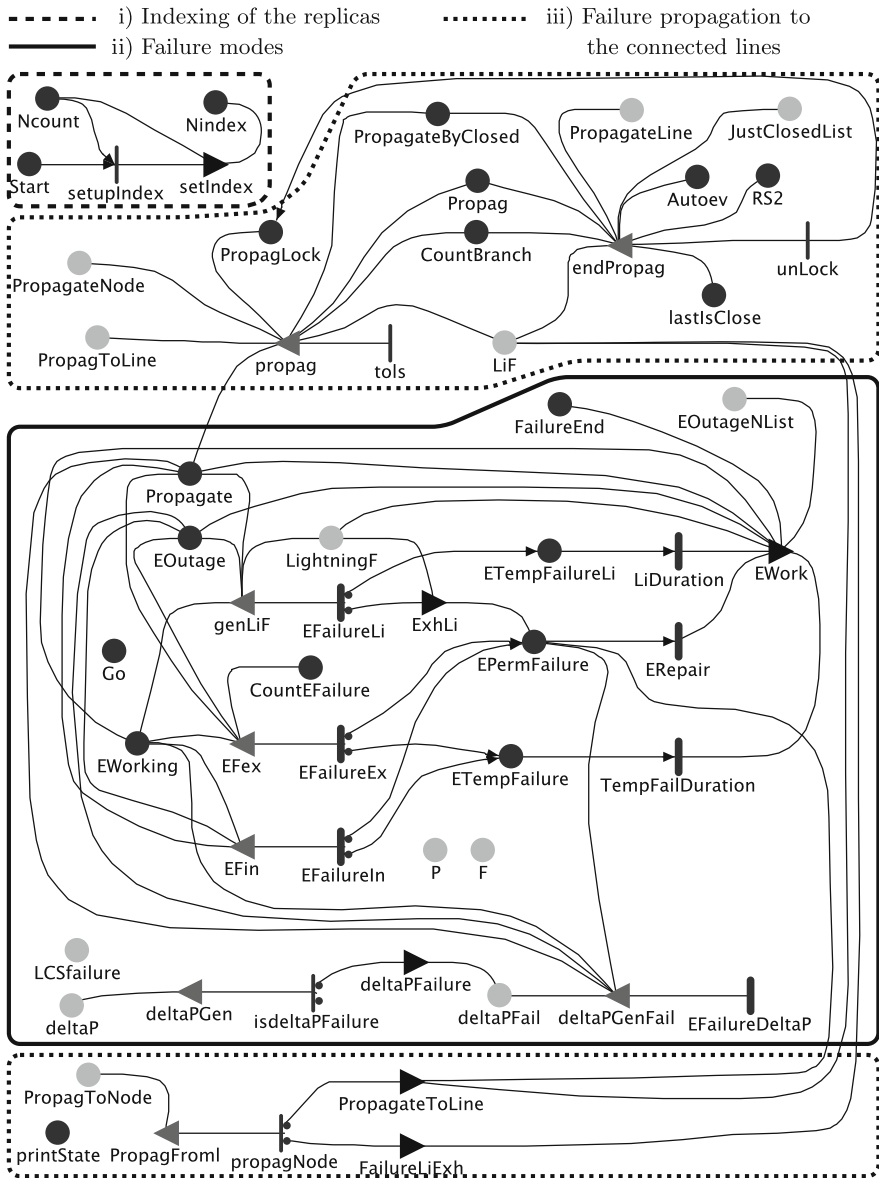 i) Indexing of the replicas
iii) Failure propagation to
ii) Failure modes
the connected lines
Ncount
Nindex
Start
setupIndex
setIndex
PropagateByClosed
PropagateLine
JustClosedList
Propag
Autoev
RS2
PropagLock
CountBranch
endPropag
unLock
PropagateNode
lastIsClose
PropagToLine
propag
tols
LiF
FailureEnd
EOutageNList
Propagate
EOutage
LightningF
ETempFailureLi
LiDuration
EWork
genLiF
EFailureLi
ExhLi
Go
CountEFailure
EPermFailure
ERepair
EWorking
EFex
EFailureEx
ETempFailure
TempFailDuration
EFin
EFailureIn
P
F
LCSfailure
deltaP
deltaPGen
isdeltaPFailure
deltaPFailure
deltaPFail
deltaPGenFail
EFailureDeltaP
PropagToNode
PropagateToLine
printState
PropagFromI
propagNode
FailureLiExh